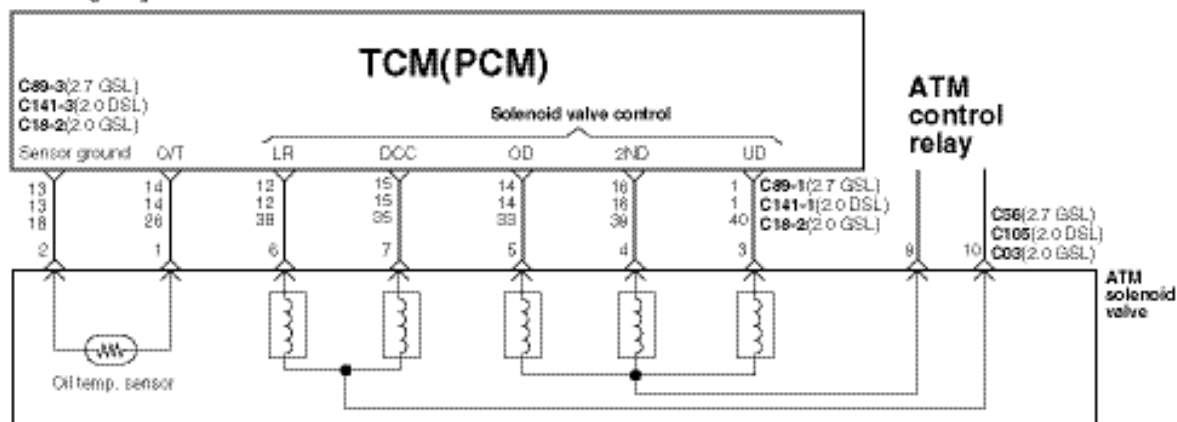 TCM(PCM)
C89-3(2.7 GSL)
C141-3(2.0 DSL)
C18-2(2.0 GSL)
Solenoid valve control
ATM
control
relay
Sensor ground O/T LR DCC OD 2ND UD
13 14 12 15 14 16 1 C89-1(2.7 GSL)
13 14 12 15 14 16 1 C141-1(2.0 DSL)
18 26 38 35 33 39 40 C18-2(2.0 GSL)
C56(2.7 GSL)
C105(2.0 DSL)
2 1 6 7 5 4 3 9 10 C03(2.0 GSL)
ATM
solenoid
valve
Oil temp. sensor